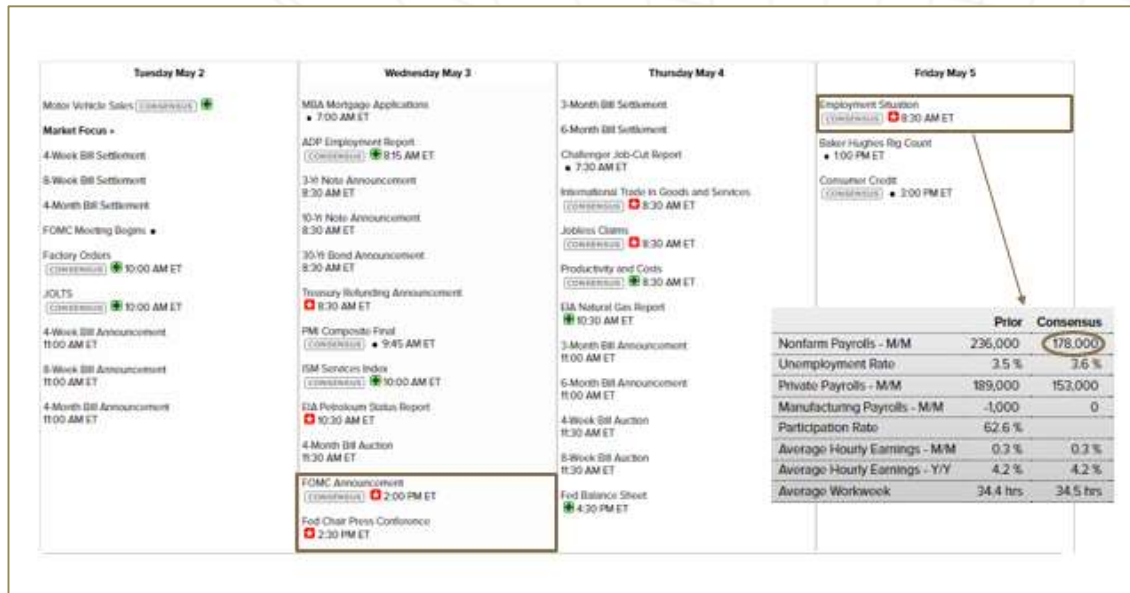 Tuesday May 2
Motor Vehicle Sales CONSENSUS
Market Focus »
4-Week Bill Settlement
8-Week Bill Settlement
4-Month Bill Settlement
FOMC Meeting Begins •
Factory Orders
CONSENSUS 10:00 AM ET
JOLTS
CONSENSUS 10:00 AM ET
4-Week Bill Announcement
11:00 AM ET
8-Week Bill Announcement
11:00 AM ET
4-Month Bill Announcement
11:00 AM ET
Wednesday May 3
MBA Mortgage Applications
• 7:00 AM ET
ADP Employment Report
CONSENSUS 8:15 AM ET
3-Yr Note Announcement
8:30 AM ET
10-Yr Note Announcement
8:30 AM ET
30-Yr Bond Announcement
8:30 AM ET
Treasury Refunding Announcement
8:30 AM ET
PMI Composite Final
CONSENSUS • 9:45 AM ET
ISM Services Index
CONSENSUS 10:00 AM ET
EIA Petroleum Status Report
10:30 AM ET
4-Month Bill Auction
11:30 AM ET
FOMC Announcement
CONSENSUS 2:00 PM ET
Fed Chair Press Conference
2:30 PM ET
Thursday May 4
3-Month Bill Settlement
6-Month Bill Settlement
Challenger Job-Cut Report
• 7:30 AM ET
International Trade in Goods and Services
CONSENSUS 8:30 AM ET
Jobless Claims
CONSENSUS 8:30 AM ET
Productivity and Costs
CONSENSUS 8:30 AM ET
EIA Natural Gas Report
10:30 AM ET
3-Month Bill Announcement
11:00 AM ET
6-Month Bill Announcement
11:00 AM ET
4-Week Bill Auction
11:30 AM ET
8-Week Bill Auction
11:30 AM ET
Fed Balance Sheet
4:30 PM ET
Friday May 5
Employment Situation
CONSENSUS 8:30 AM ET
Baker Hughes Rig Count
• 1:00 PM ET
Consumer Credit
CONSENSUS • 3:00 PM ET
Prior Consensus
Nonfarm Payrolls - M/M 236,000 178,000
Unemployment Rate 3.5 % 3.6 %
Private Payrolls - M/M 189,000 153,000
Manufacturing Payrolls - M/M -1,000 0
Participation Rate 62.6 %
Average Hourly Earnings - M/M 0.3 % 0.3 %
Average Hourly Earnings - Y/Y 4.2 % 4.2 %
Average Workweek 34.4 hrs 34.5 hrs